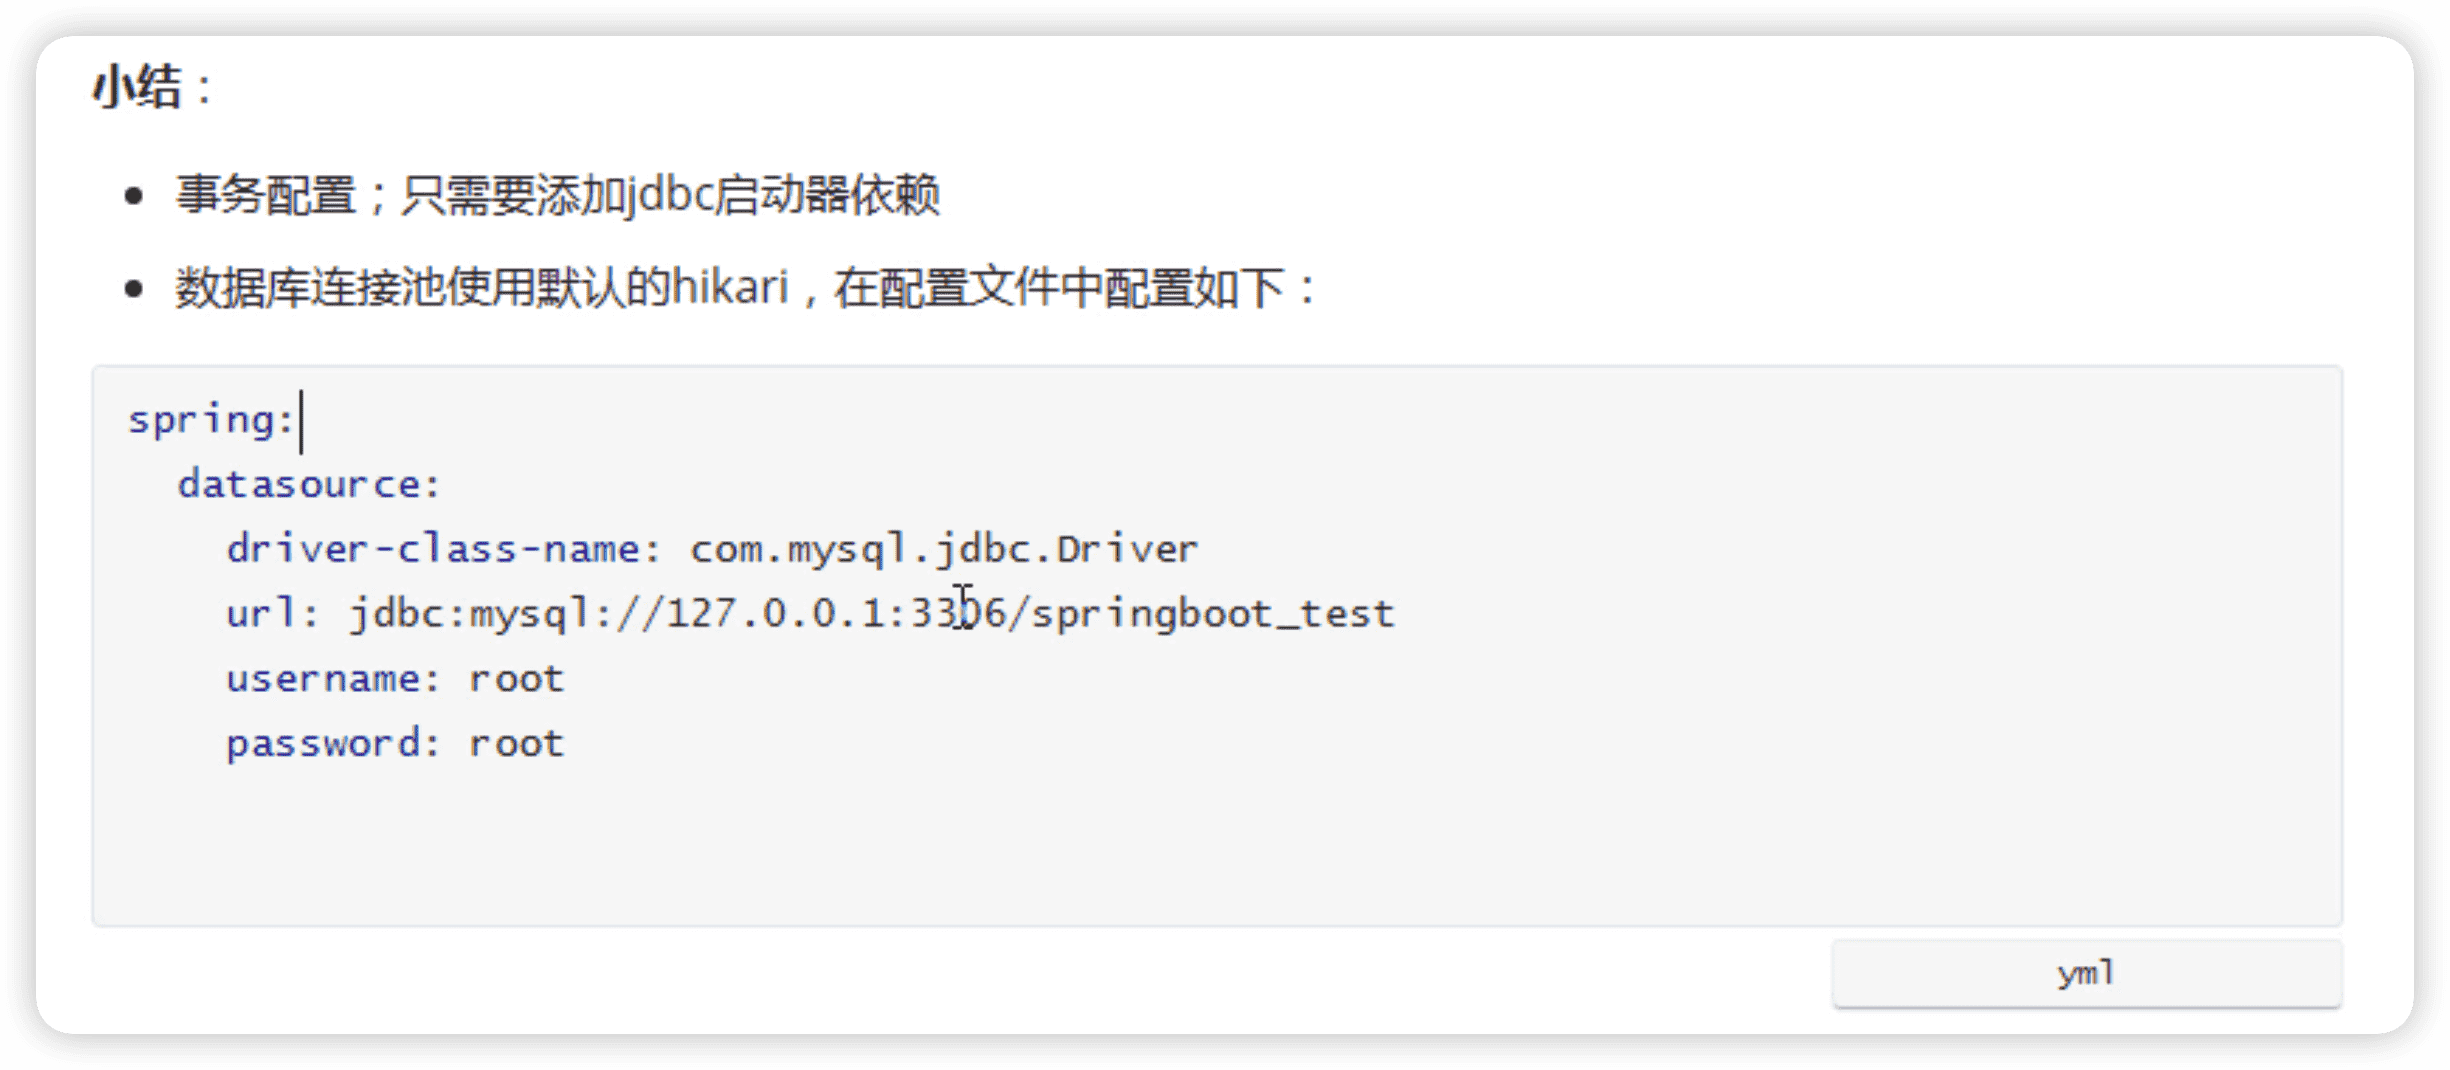 小结：
事务配置；只需要添加jdbc启动器依赖
数据库连接池使用默认的hikari，在配置文件中配置如下：
spring:
  datasource:
    driver-class-name: com.mysql.jdbc.Driver
    url: jdbc:mysql://127.0.0.1:3306/springboot_test
    username: root
    password: root
yml